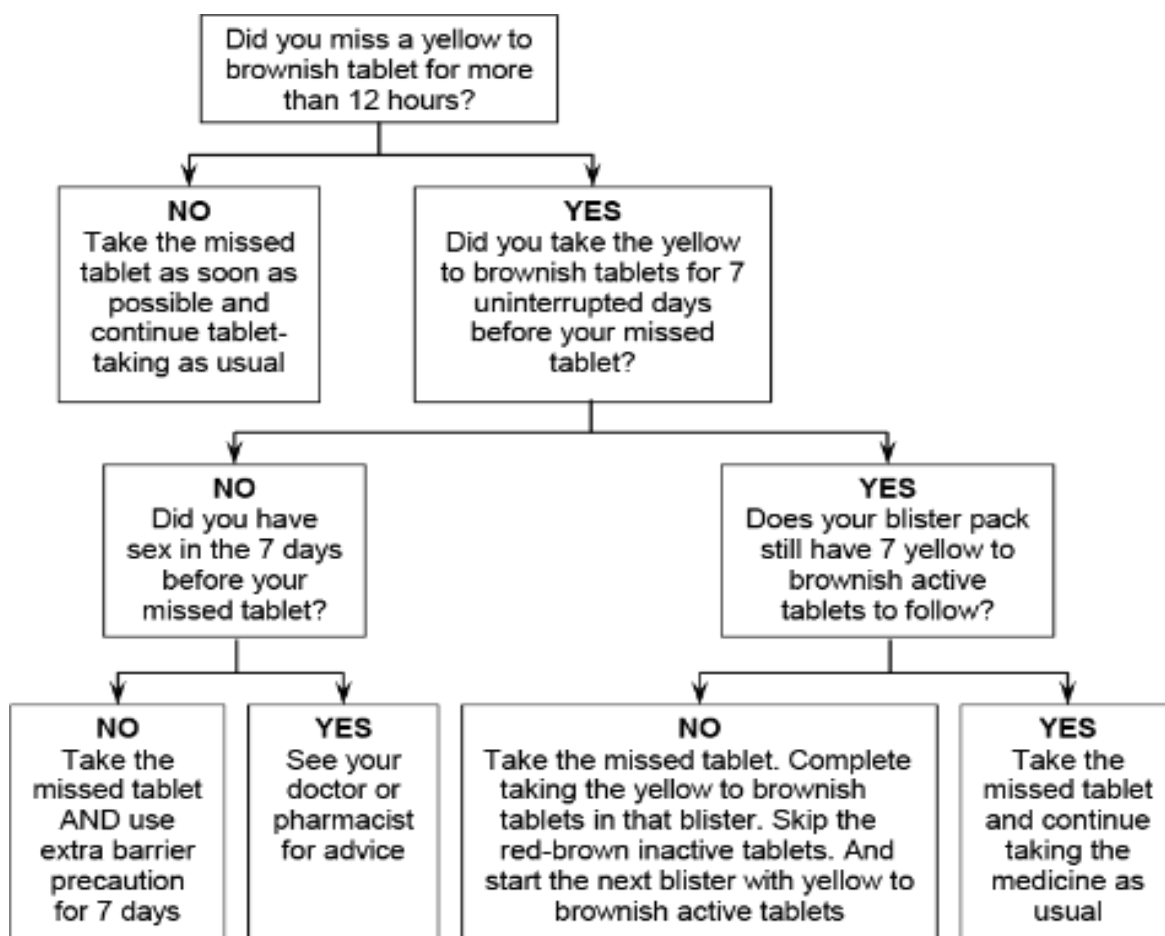 Did you miss a yellow to
brownish tablet for more
than 12 hours?
NO
Take the missed
tablet as soon as
possible and
continue tablet-
taking as usual
YES
Did you take the yellow
to brownish tablets for 7
uninterrupted days
before your missed
tablet?
NO
Did you have
sex in the 7 days
before your
missed tablet?
YES
Does your blister pack
still have 7 yellow to
brownish active
tablets to follow?
NO
Take the
missed tablet
AND use
extra barrier
precaution
for 7 days
YES
See your
doctor or
pharmacist
for advice
NO
Take the missed tablet. Complete
taking the yellow to brownish
tablets in that blister. Skip the
red-brown inactive tablets. And
start the next blister with yellow to
brownish active tablets
YES
Take the
missed tablet
and continue
taking the
medicine as
usual